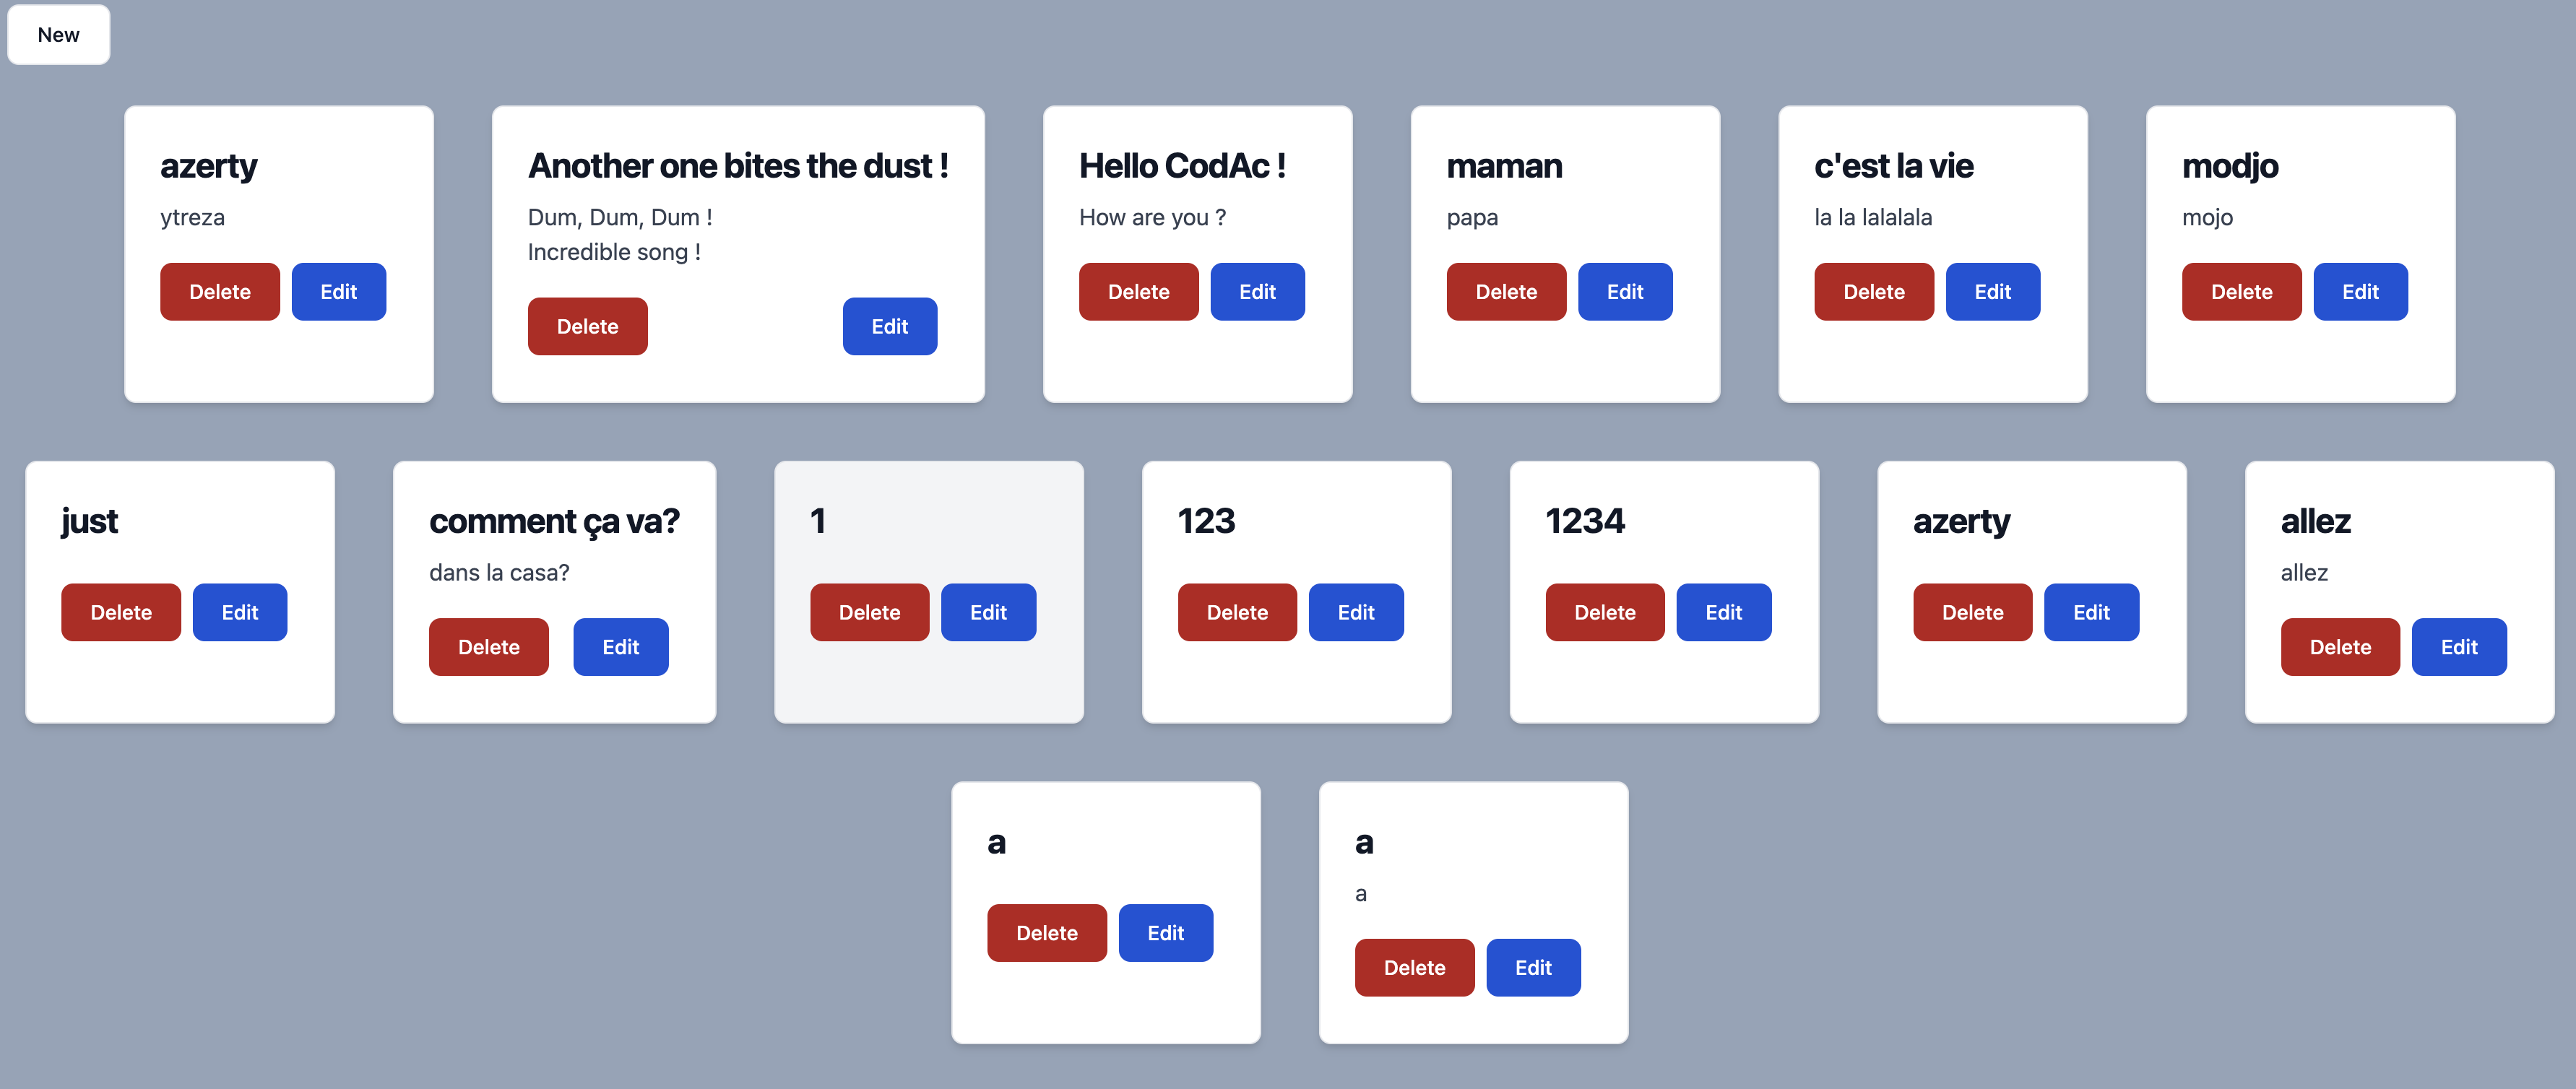 New
azerty
ytreza
Delete Edit
Another one bites the dust !
Dum, Dum, Dum !
Incredible song !
Delete Edit
Hello CodAc !
How are you ?
Delete Edit
maman
papa
Delete Edit
c'est la vie
la la lalalala
Delete Edit
modjo
mojo
Delete Edit
just
Delete Edit
comment ça va?
dans la casa?
Delete Edit
1
Delete Edit
123
Delete Edit
1234
Delete Edit
azerty
Delete Edit
allez
allez
Delete Edit
a
Delete Edit
a
a
Delete Edit